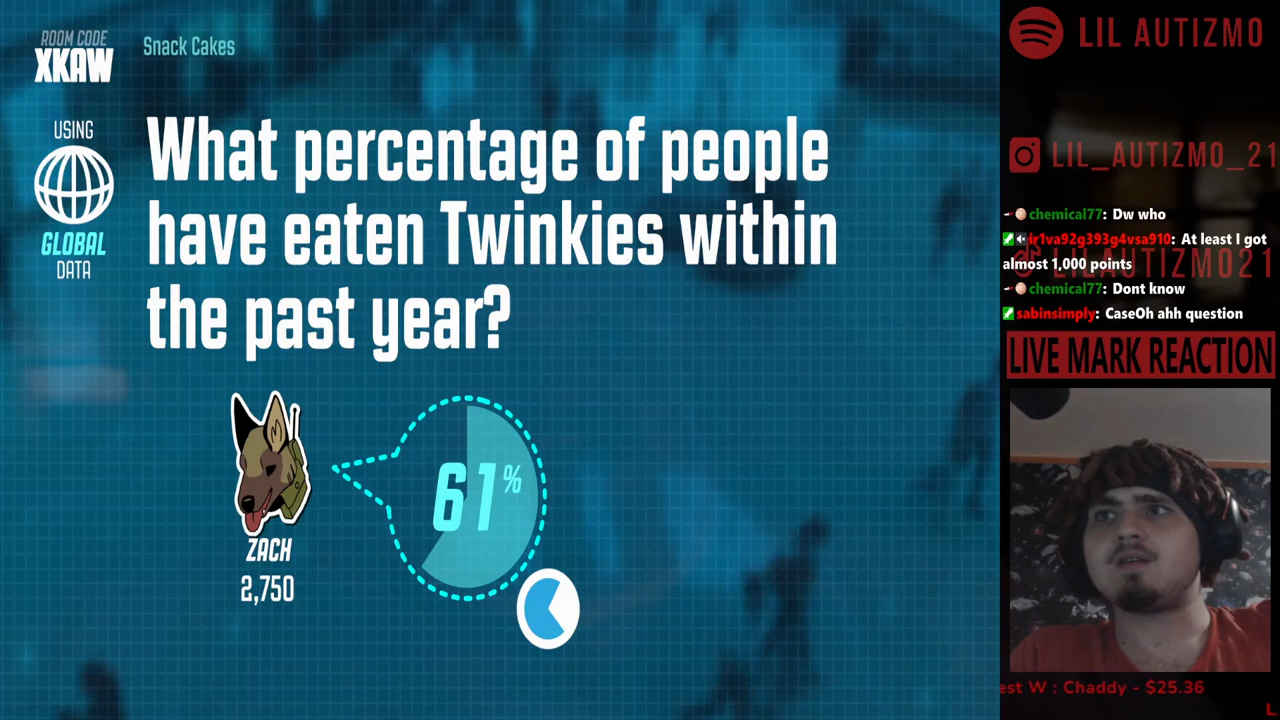 ROOM CODE
XKAW
Snack Cakes
USING
GLOBAL
DATA
What percentage of people
have eaten Twinkies within
the past year?
61%
ZACH
2,750
LIL AUTIZMO
LIL_AUTIZMO_21
chemical77: Dw who
ir1va92g393g4vsa910: At least I got
almost 1,000 points
LILAUTIZMO21
chemical77: Dont know
sabinsimply: CaseOh ahh question
LIVE MARK REACTION
est W : Chaddy - $25.36
L